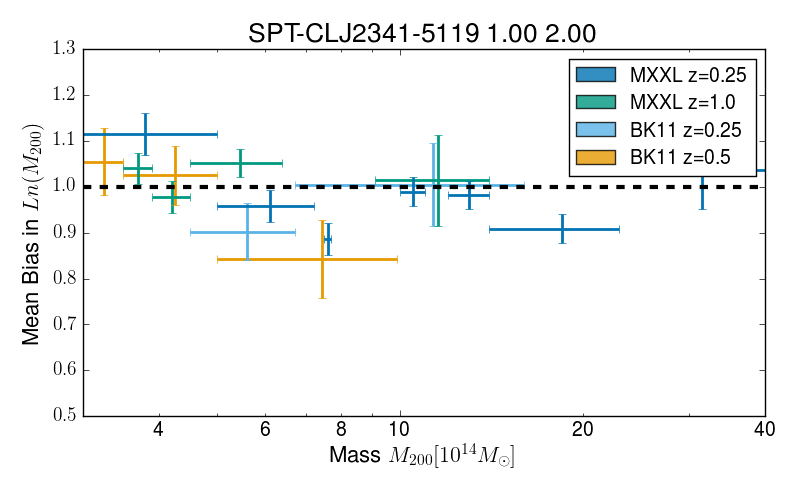 SPT-CLJ2341-5119 1.00 2.00
1.3
1.2
1.1
1.0
0.9
0.8
0.7
0.6
0.5
Mean Bias in Ln(M₂₀₀)
MXXL z=0.25
MXXL z=1.0
BK11 z=0.25
BK11 z=0.5
4 6 8 10 20 40
Mass M₂₀₀[10¹⁴M☉]